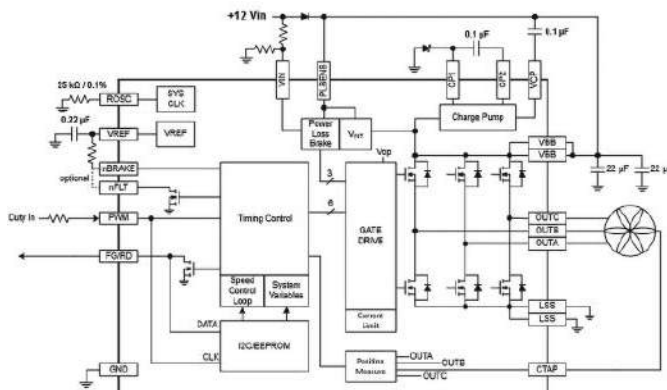 +12 Vin
0.1 µF
0.1 µF
VIN
PLBSENS
CP1
CP2
VCP
25 kΩ / 0.1%
ROSC
SYS CLK
0.22 µF
VREF
VREF
Power Loss Brake
VINT
Charge Pump
VBB
VBB
nBRAKE
optional
nFLT
Vcp
22 µF
22 µ
3
6
Duty In
PWM
Timing Control
GATE DRIVE
OUTC
OUTB
OUTA
FG/RD
Speed Control Loop
System Variables
Current Limit
LSS
LSS
DATA
CLK
I2C/EEPROM
GND
Position Measure
OUTA
OUTB
OUTC
CTAP